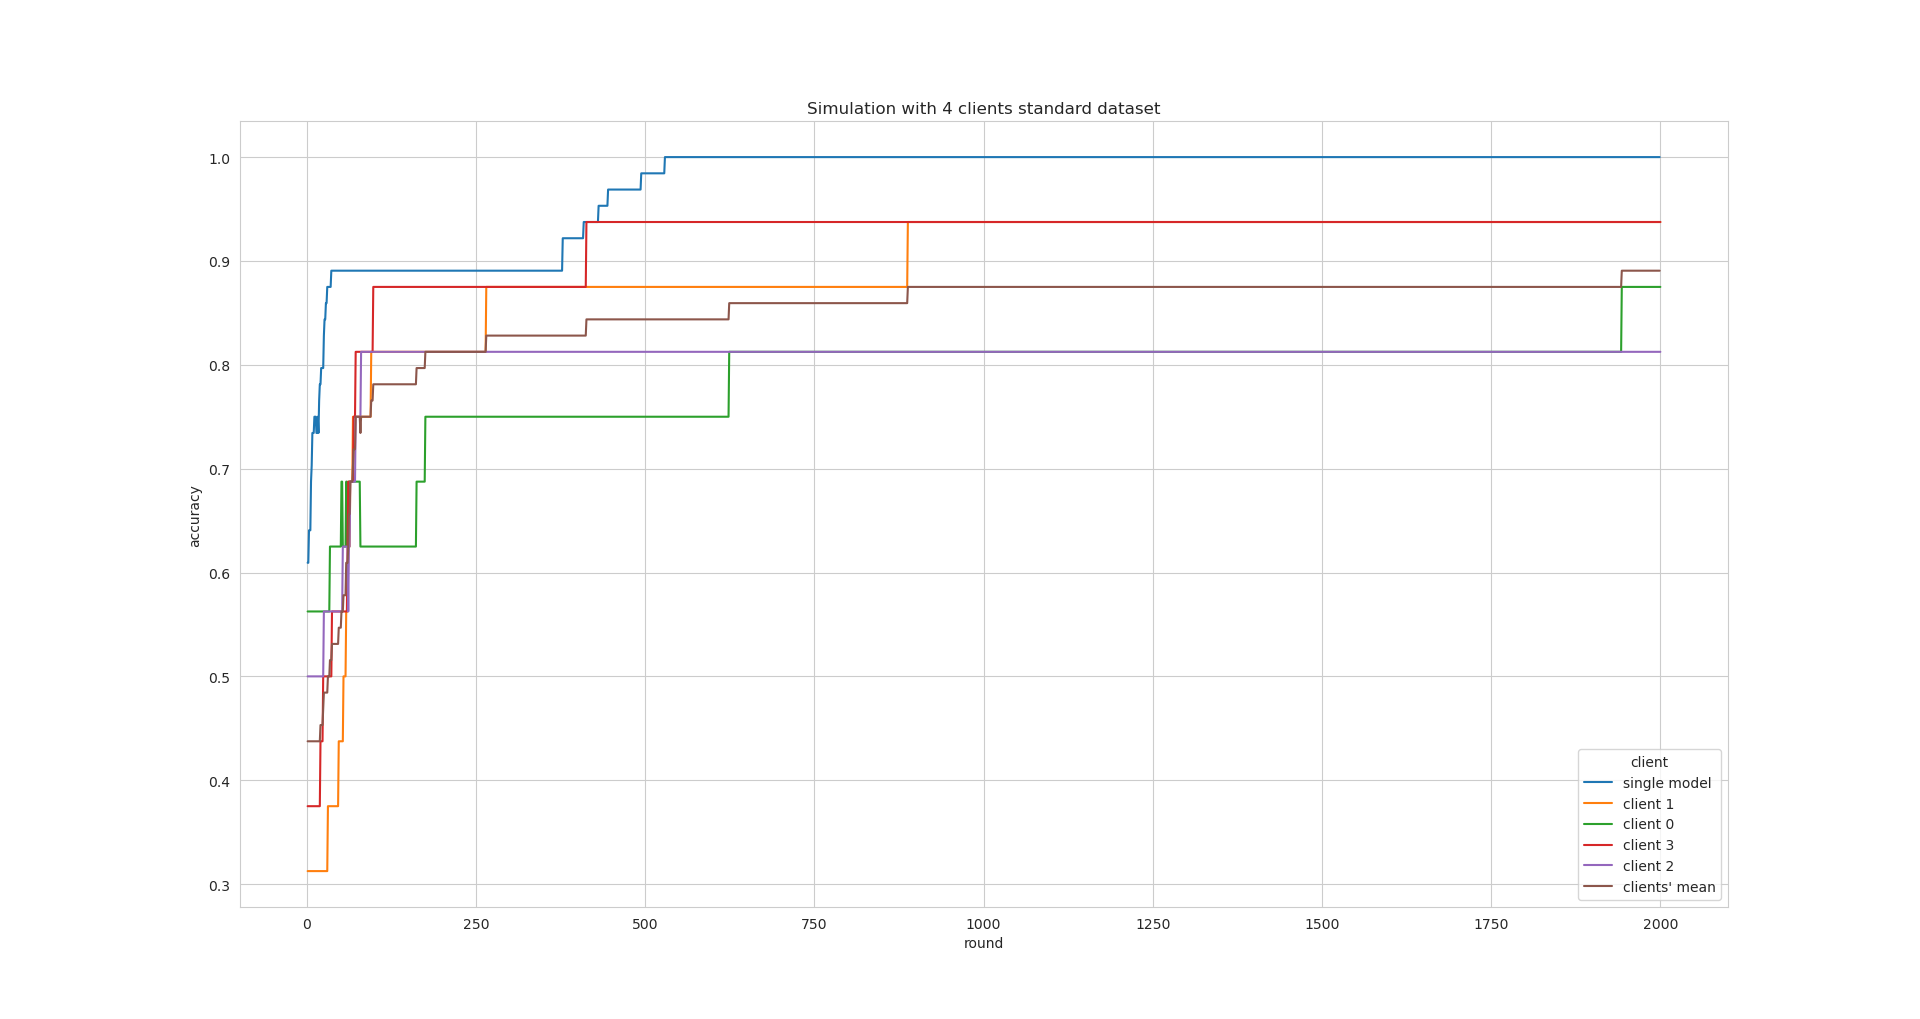 Simulation with 4 clients standard dataset
accuracy
1.0
0.9
0.8
0.7
0.6
0.5
0.4
0.3
client
single model
client 1
client 0
client 3
client 2
clients' mean
0 250 500 750 1000 1250 1500 1750 2000
round